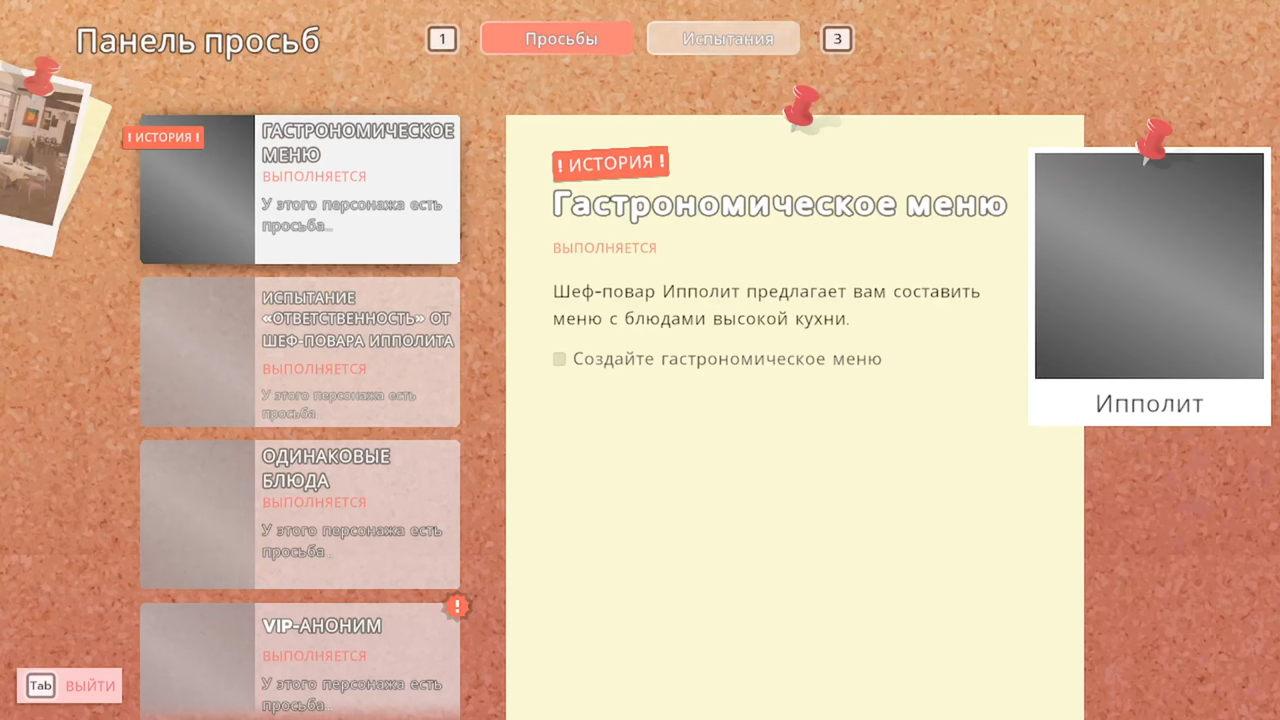 Панель просьб
1
Просьбы
Испытания
3
! ИСТОРИЯ !
ГАСТРОНОМИЧЕСКОЕ
МЕНЮ
ВЫПОЛНЯЕТСЯ
У этого персонажа есть
просьба...
ИСПЫТАНИЕ
«ОТВЕТСТВЕННОСТЬ» ОТ
ШЕФ-ПОВАРА ИППОЛИТА
ВЫПОЛНЯЕТСЯ
У этого персонажа есть
просьба
ОДИНАКОВЫЕ
БЛЮДА
ВЫПОЛНЯЕТСЯ
У этого персонажа есть
просьба...
!
VIP-АНОНИМ
ВЫПОЛНЯЕТСЯ
У этого персонажа есть
просьба...
! ИСТОРИЯ !
Гастрономическое меню
ВЫПОЛНЯЕТСЯ
Шеф-повар Ипполит предлагает вам составить
меню с блюдами высокой кухни.
Создайте гастрономическое меню
Ипполит
Tab ВЫЙТИ